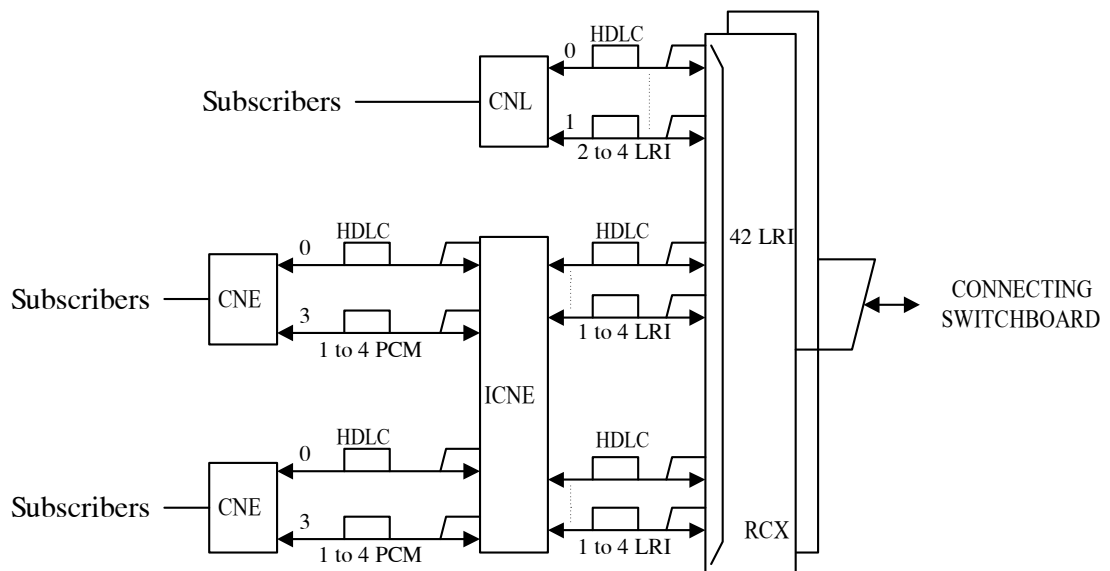 HDLC
0
Subscribers
CNL
1
2 to 4 LRI
HDLC
HDLC
0
42 LRI
Subscribers
CNE
CONNECTING
SWITCHBOARD
3
1 to 4 PCM
1 to 4 LRI
ICNE
HDLC
HDLC
0
Subscribers
CNE
3
1 to 4 PCM
1 to 4 LRI
RCX